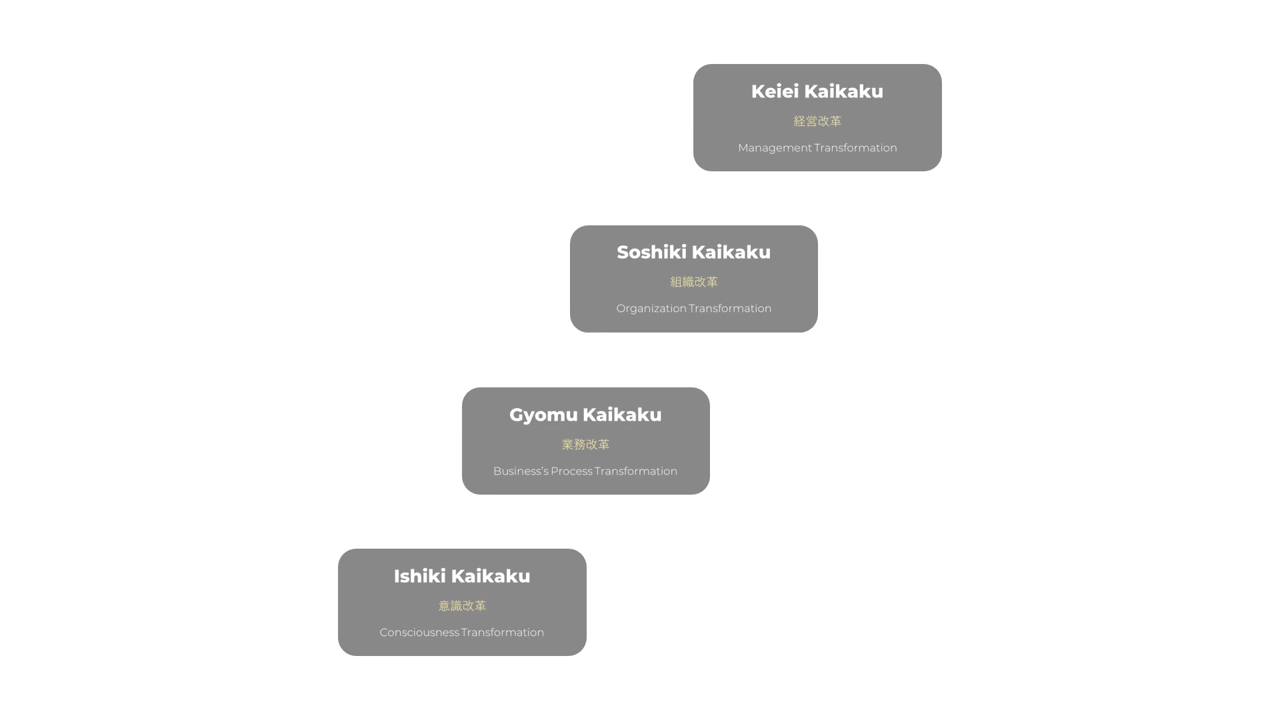 Keiei Kaikaku
経営改革
Management Transformation
Soshiki Kaikaku
組織改革
Organization Transformation
Gyomu Kaikaku
業務改革
Business’s Process Transformation
Ishiki Kaikaku
意識改革
Consciousness Transformation